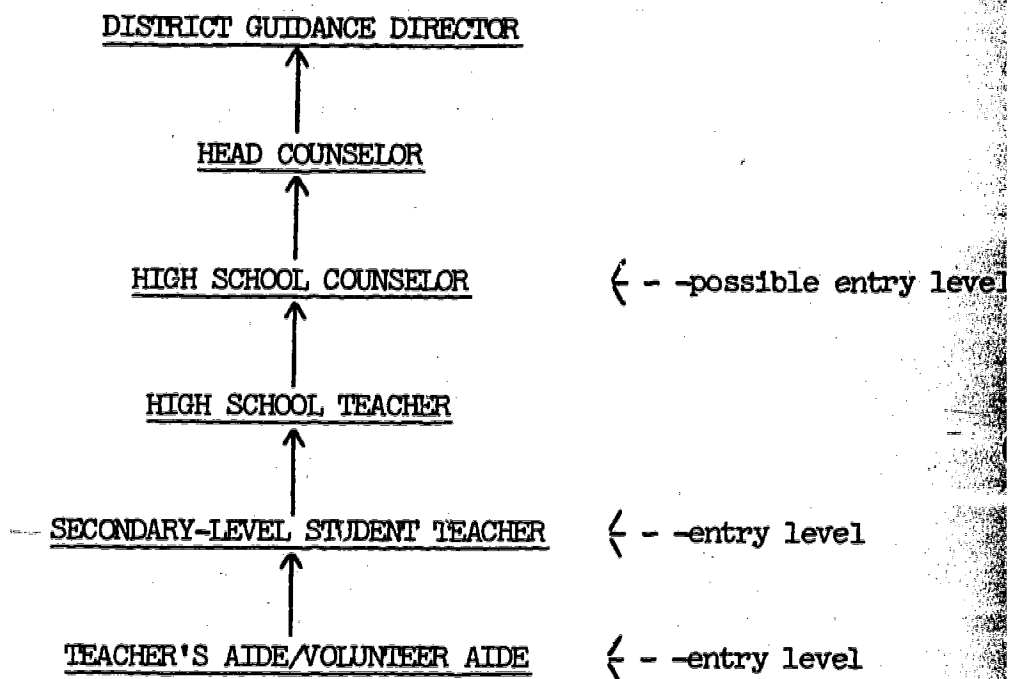 DISTRICT GUIDANCE DIRECTOR
HEAD COUNSELOR
HIGH SCHOOL COUNSELOR - - -possible entry level
HIGH SCHOOL TEACHER
SECONDARY-LEVEL STUDENT TEACHER - - -entry level
TEACHER'S AIDE/VOLUNTEER AIDE - - -entry level